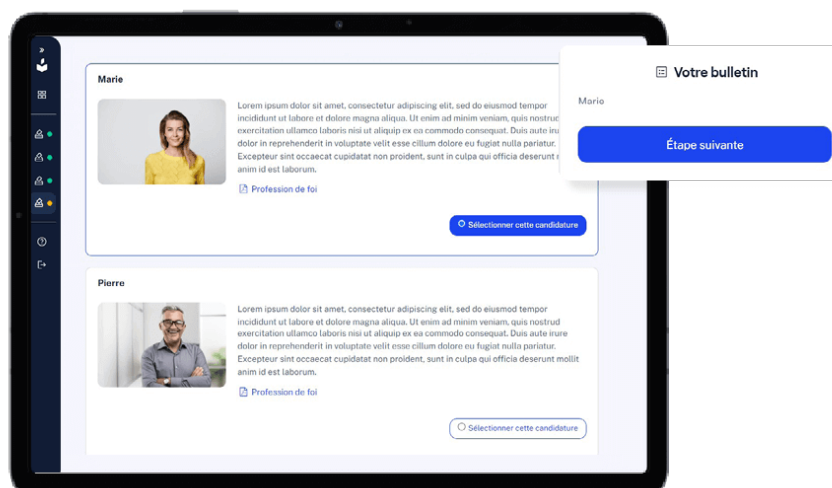 Marie
Lorem ipsum dolor sit amet, consectetur adipiscing elit, sed do eiusmod tempor
incididunt ut labore et dolore magna aliqua. Ut enim ad minim veniam, quis nostrud
exercitation ullamco laboris nisi ut aliquip ex ea commodo consequat. Duis aute
dolor in reprehenderit in voluptate velit esse cillum dolore eu fugiat nulla pariatur.
Excepteur sint occaecat cupidatat non proident, sunt in culpa qui officia deserunt
anim id est laborum.
Profession de foi
Sélectionner cette candidature
Votre bulletin
Marie
Étape suivante
Pierre
Lorem ipsum dolor sit amet, consectetur adipiscing elit, sed do eiusmod tempor
incididunt ut labore et dolore magna aliqua. Ut enim ad minim veniam, quis nostrud
exercitation ullamco laboris nisi ut aliquip ex ea commodo consequat. Duis aute irure
dolor in reprehenderit in voluptate velit esse cillum dolore eu fugiat nulla pariatur.
Excepteur sint occaecat cupidatat non proident, sunt in culpa qui officia deserunt mollit
anim id est laborum.
Profession de foi
Sélectionner cette candidature